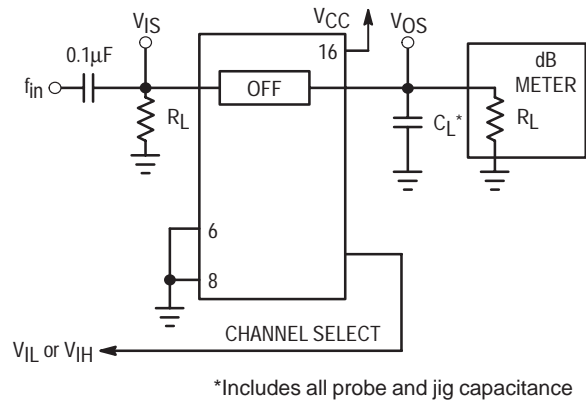 VIS
VCC
VOS
0.1µF
16
dB
METER
fin
OFF
RL
CL*
RL
6
8
CHANNEL SELECT
VIL or VIH
*Includes all probe and jig capacitance